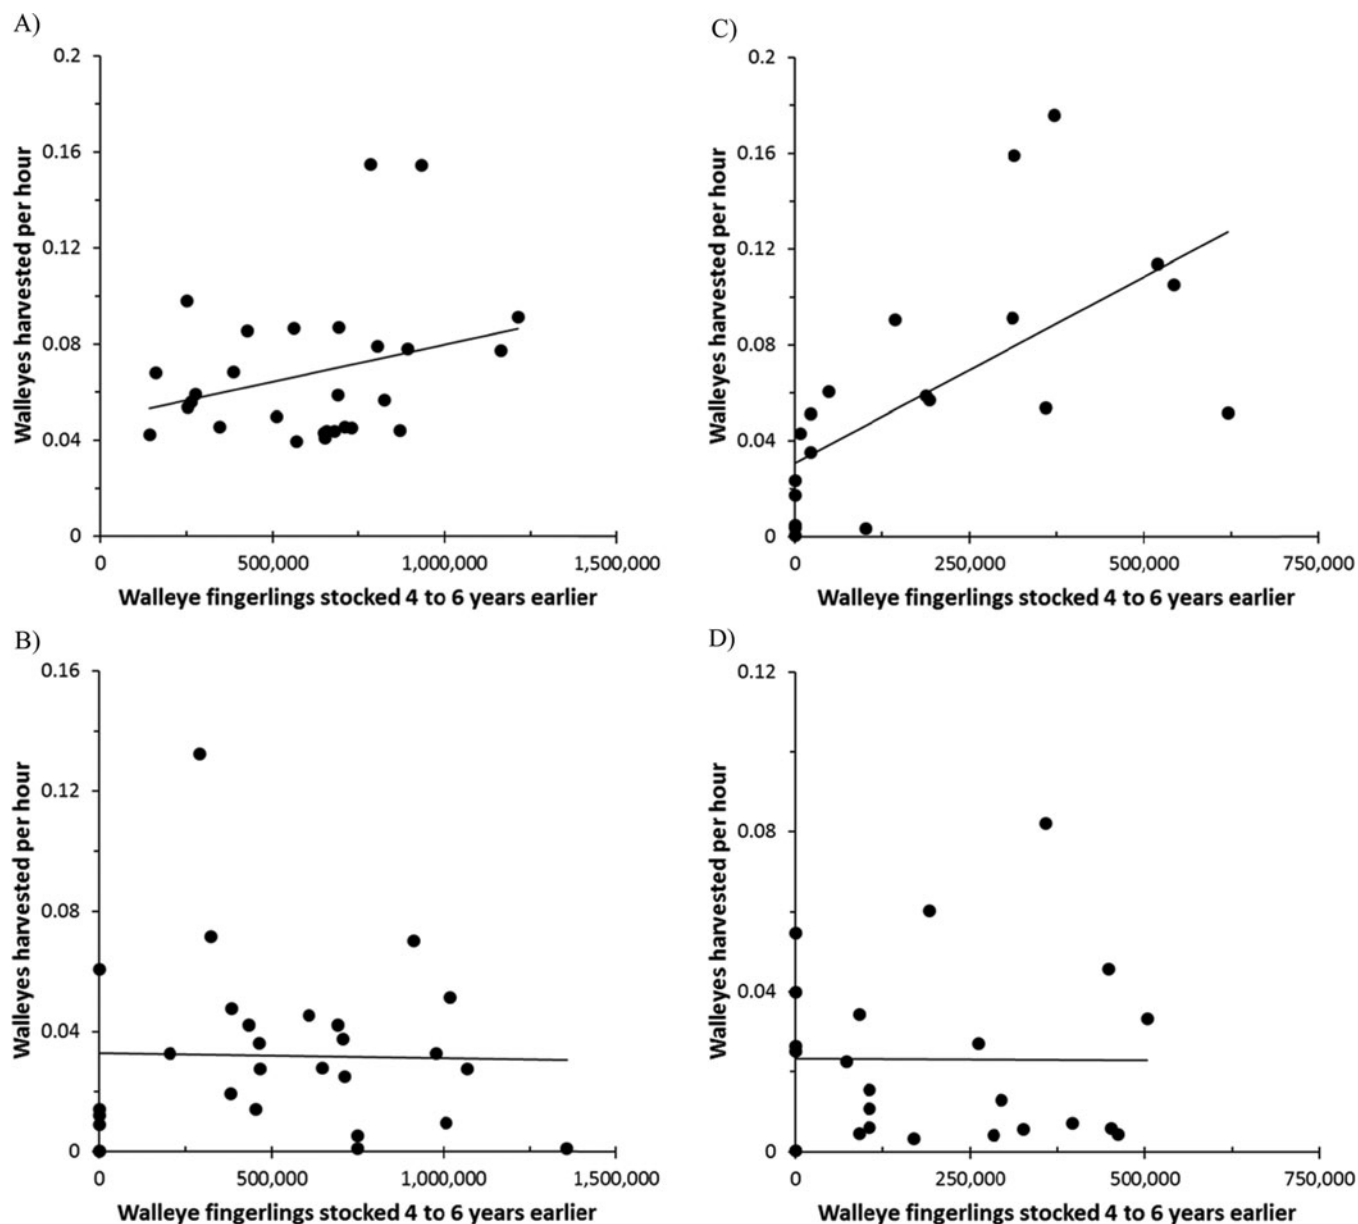 A)
0.2
0.16
0.12
0.08
0.04
0
Walleyes harvested per hour
0 500,000 1,000,000 1,500,000
Walleye fingerlings stocked 4 to 6 years earlier
C)
0.2
0.16
0.12
0.08
0.04
0
Walleyes harvested per hour
0 250,000 500,000 750,000
Walleye fingerlings stocked 4 to 6 years earlier
B)
0.16
0.12
0.08
0.04
0
Walleyes harvested per hour
0 500,000 1,000,000 1,500,000
Walleye fingerlings stocked 4 to 6 years earlier
D)
0.12
0.08
0.04
0
Walleyes harvested per hour
0 250,000 500,000 750,000
Walleye fingerlings stocked 4 to 6 years earlier